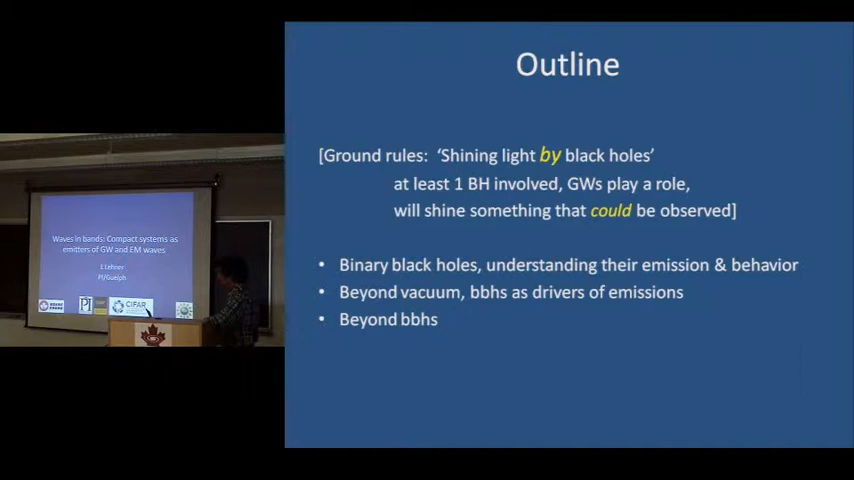 Outline
[Ground rules: ‘Shining light by black holes’
at least 1 BH involved, GWs play a role,
will shine something that could be observed]
• Binary black holes, understanding their emission & behavior
• Beyond vacuum, bbhs as drivers of emissions
• Beyond bbhs
Waves in bands: Compact systems as
emitters of GW and EM waves
L Lehner
PI/Guelph
PI
CIFAR